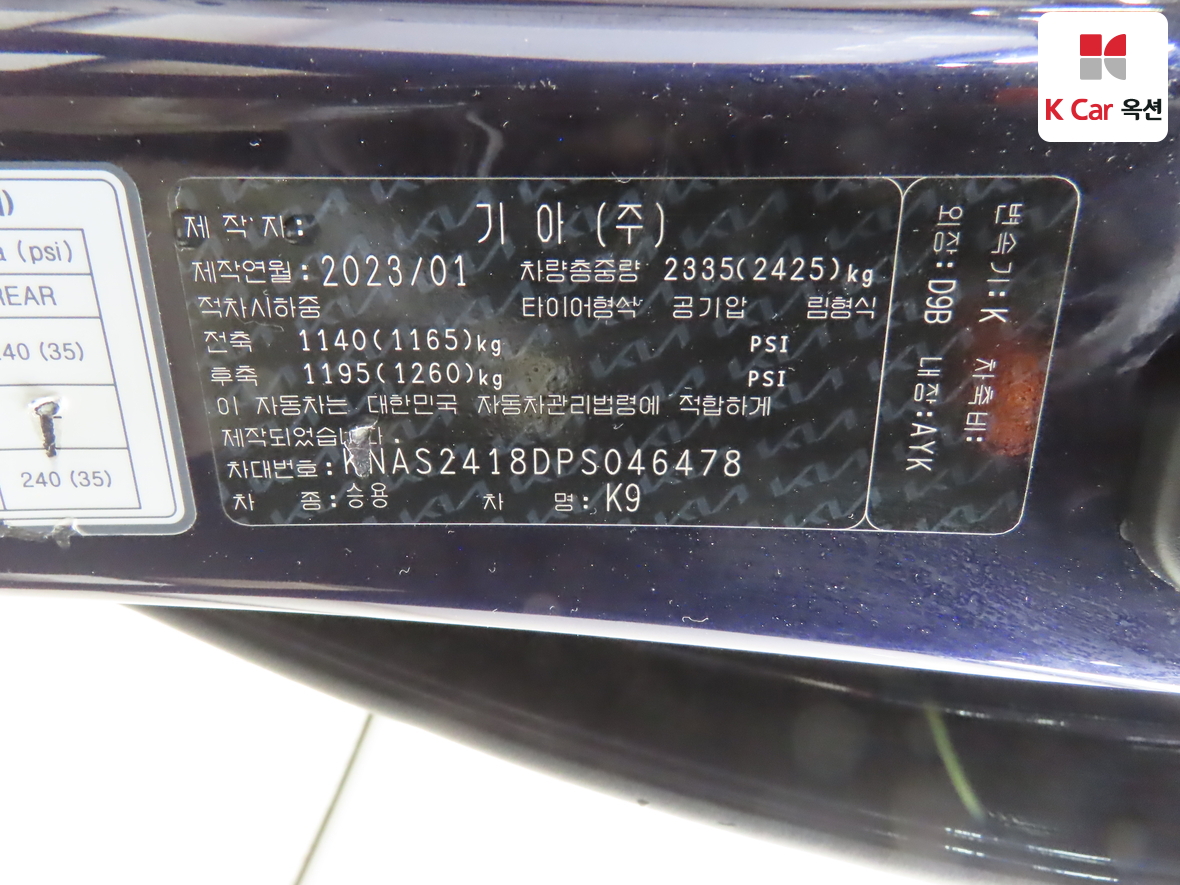 K Car 옥션
a (psi)
REAR
240 (35)
240 (35)
제 작 자 : 기 아 (주)
제작연월 : 2023/01 차량총중량 2335(2425)kg
적차시하중 타이어형식 공기압 림형식
전축 1140(1165)kg PSI
후축 1195(1260)kg PSI
이 자동차는 대한민국 자동차관리법령에 적합하게
제작되었습니다.
차대번호 : KNAS2418DPS046478
차 종 : 승용 차 명 : K9
변속기: K 차축비:
외장: D9B 내장: AYK